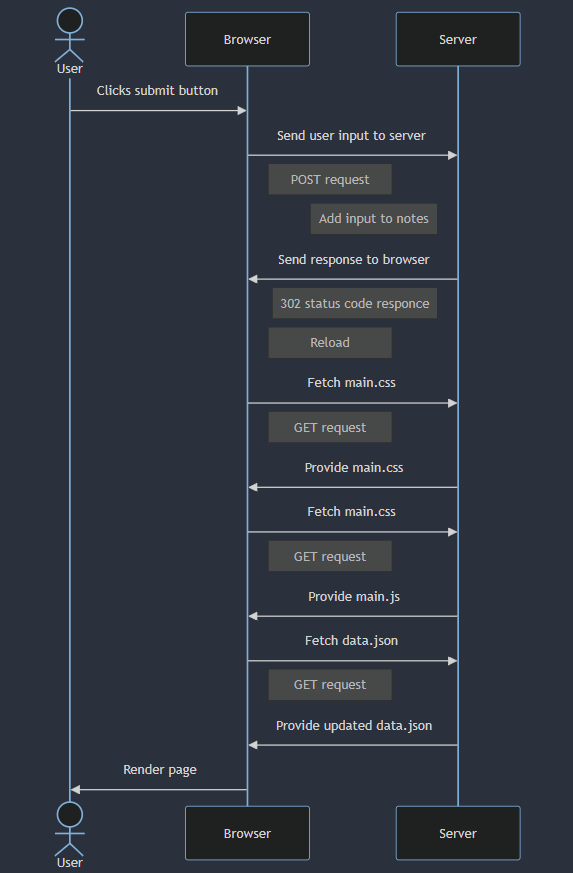 Browser
Server
User
Clicks submit button
Send user input to server
POST request
Add input to notes
Send response to browser
302 status code responce
Reload
Fetch main.css
GET request
Provide main.css
Fetch main.css
GET request
Provide main.js
Fetch data.json
GET request
Provide updated data.json
Render page
Browser
Server
User